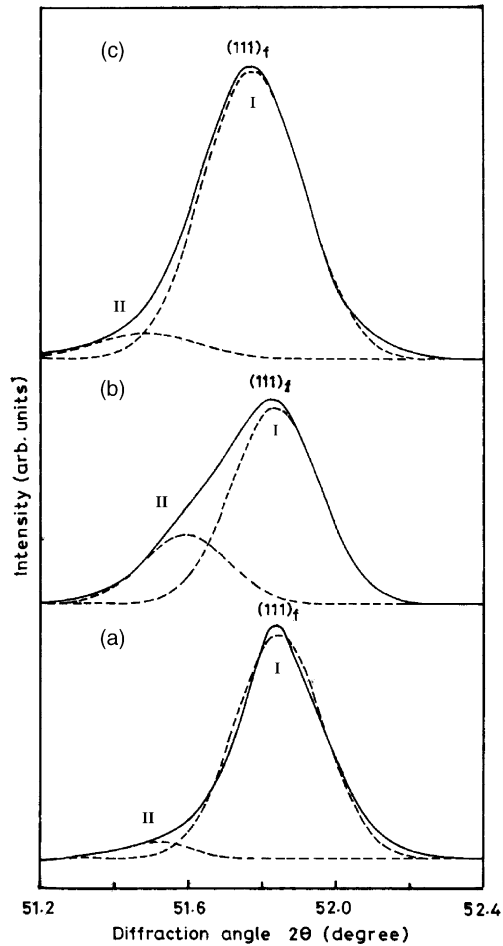 (c)
(111)f
I
II
(b)
(111)f
I
II
(a)
(111)f
I
II
Intensity (arb. units)
51.2 51.6 52.0 52.4
Diffraction angle 2θ (degree)